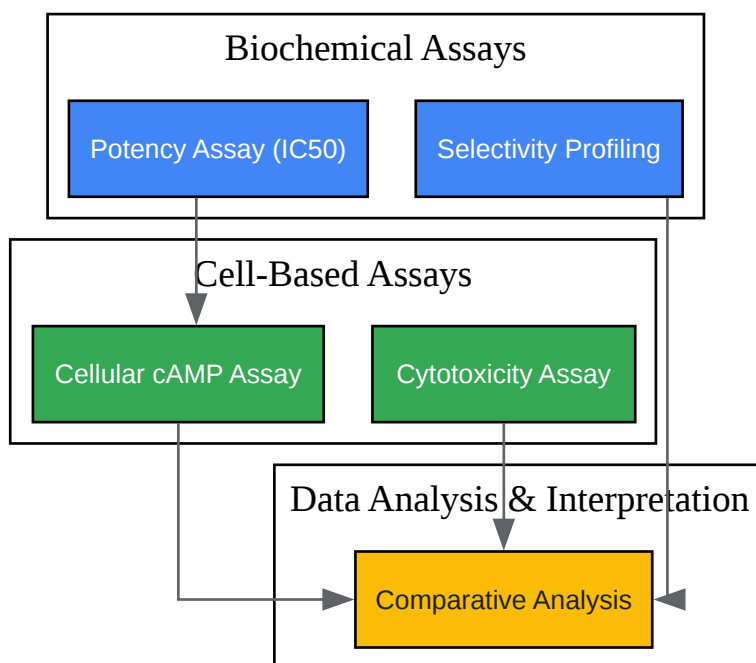 Biochemical Assays
Potency Assay (IC50)
Selectivity Profiling
Cell-Based Assays
Cellular cAMP Assay
Cytotoxicity Assay
Data Analysis & Interpretation
Comparative Analysis